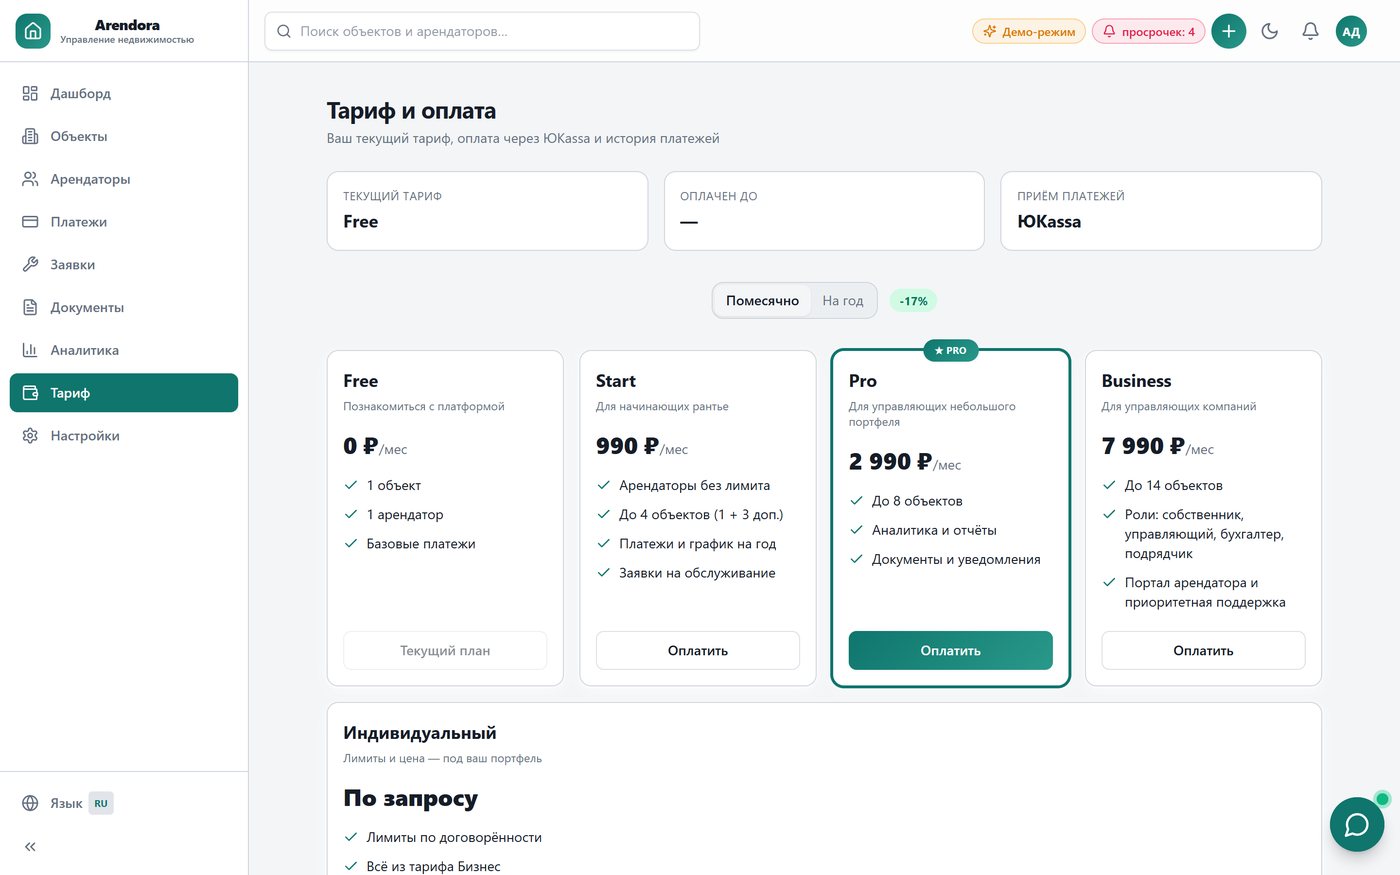 Arendora
Управление недвижимостью
Поиск объектов и арендаторов...
Демо-режим
просрочек: 4
АД
Дашборд
Объекты
Арендаторы
Платежи
Заявки
Документы
Аналитика
Тариф
Настройки
Язык RU
Тариф и оплата
Ваш текущий тариф, оплата через ЮKassa и история платежей
ТЕКУЩИЙ ТАРИФ
Free
ОПЛАЧЕН ДО
—
ПРИЁМ ПЛАТЕЖЕЙ
ЮKassa
Помесячно
На год
-17%
Free
Познакомиться с платформой
0 ₽/мес
1 объект
1 арендатор
Базовые платежи
Текущий план
Start
Для начинающих рантье
990 ₽/мес
Арендаторы без лимита
До 4 объектов (1 + 3 доп.)
Платежи и график на год
Заявки на обслуживание
Оплатить
★ PRO
Pro
Для управляющих небольшого
портфеля
2 990 ₽/мес
До 8 объектов
Аналитика и отчёты
Документы и уведомления
Оплатить
Business
Для управляющих компаний
7 990 ₽/мес
До 14 объектов
Роли: собственник,
управляющий, бухгалтер,
подрядчик
Портал арендатора и
приоритетная поддержка
Оплатить
Индивидуальный
Лимиты и цена — под ваш портфель
По запросу
Лимиты по договорённости
Всё из тарифа Бизнес